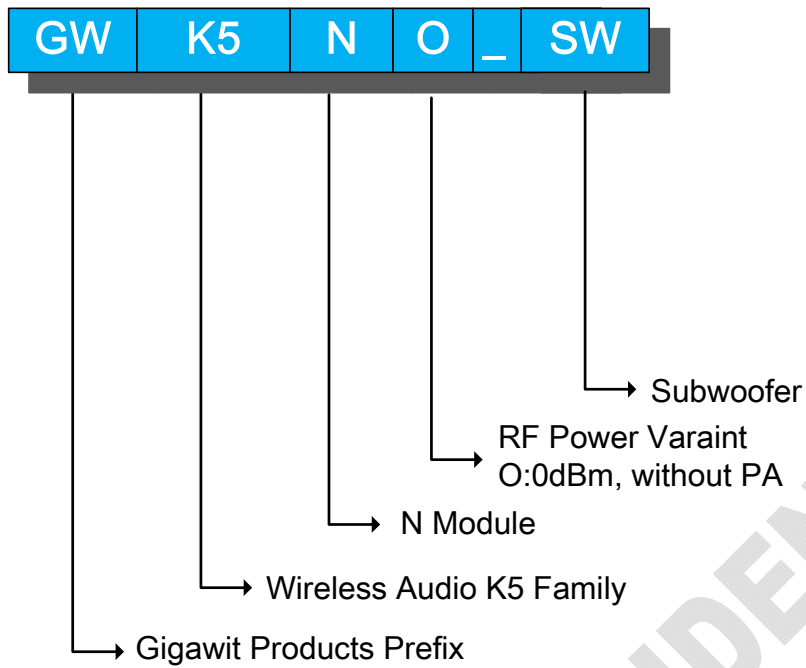 GW K5 N O _ SW
Subwoofer
RF Power Varaint
O:0dBm, without PA
N Module
Wireless Audio K5 Family
Gigawit Products Prefix